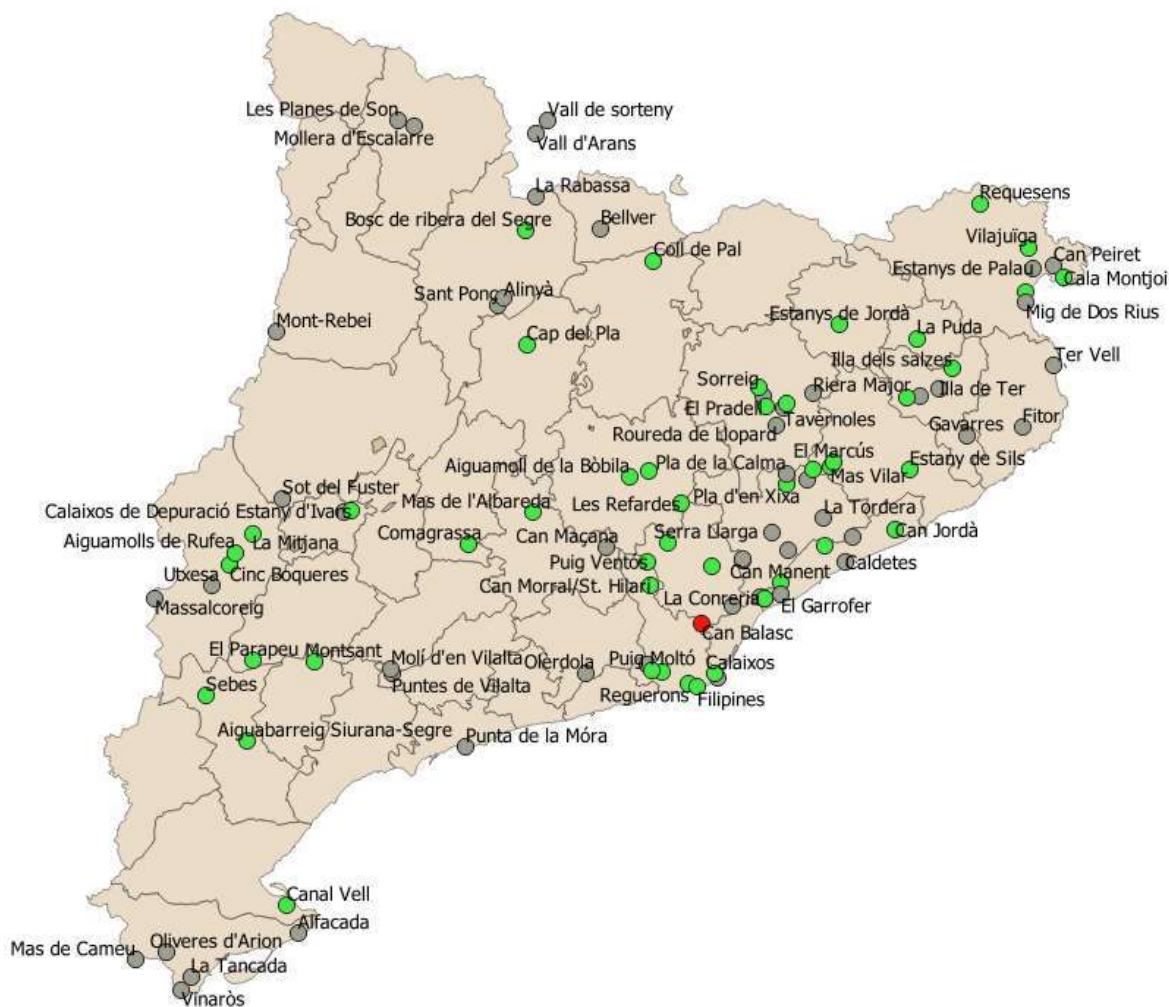 Les Planes de Son
Vall de sorteny
Mollera d'Escalarre
Vall d'Arans
La Rabassa
Requesens
Bosc de ribera del Segre
Bellver
Vilajuïga
Coll de Pal
Can Peiret
Estanys de Palau
Cala Montjoi
Sant Ponç
Alinyà
Mig de Dos Rius
Mont-Rebei
Estanys de Jordà
La Puda
Cap del Pla
Ter Vell
Illa dels salzes
Sorreig
Riera Major
Illa de Ter
El Pradell
Tavernoles
Gavarres
Fitor
Roureda de Llopard
El Marcús
Aiguamoll de la Bòbila
Pla de la Calma
Estany de Sils
Mas Vilar
Sot del Fuster
Mas de l'Albareda
Les Refardes
Pla d'en Xixa
Calaixos de Depuració Estany d'Ivars
La Tordera
Aiguamolls de Rufea
La Mitjana
Comagrassa
Can Maçana
Serra Llarga
Can Jordà
Puig Ventós
Caldetes
Utxesa
Cinc Boqueres
Can Manent
Can Morral/St. Hilari
Massalcoreig
La Conreria
El Garrofer
Can Balasc
El Parapeu
Montsant
Molí d'en Vilalta
Olèrdola
Puig Moltó
Calaixos
Sebes
Puntes de Vilalta
Reguerons
Filipines
Aiguabarreig Siurana-Segre
Punta de la Móra
Canal Vell
Alfacada
Mas de Cameu
Oliveres d'Arion
La Tancada
Vinaròs